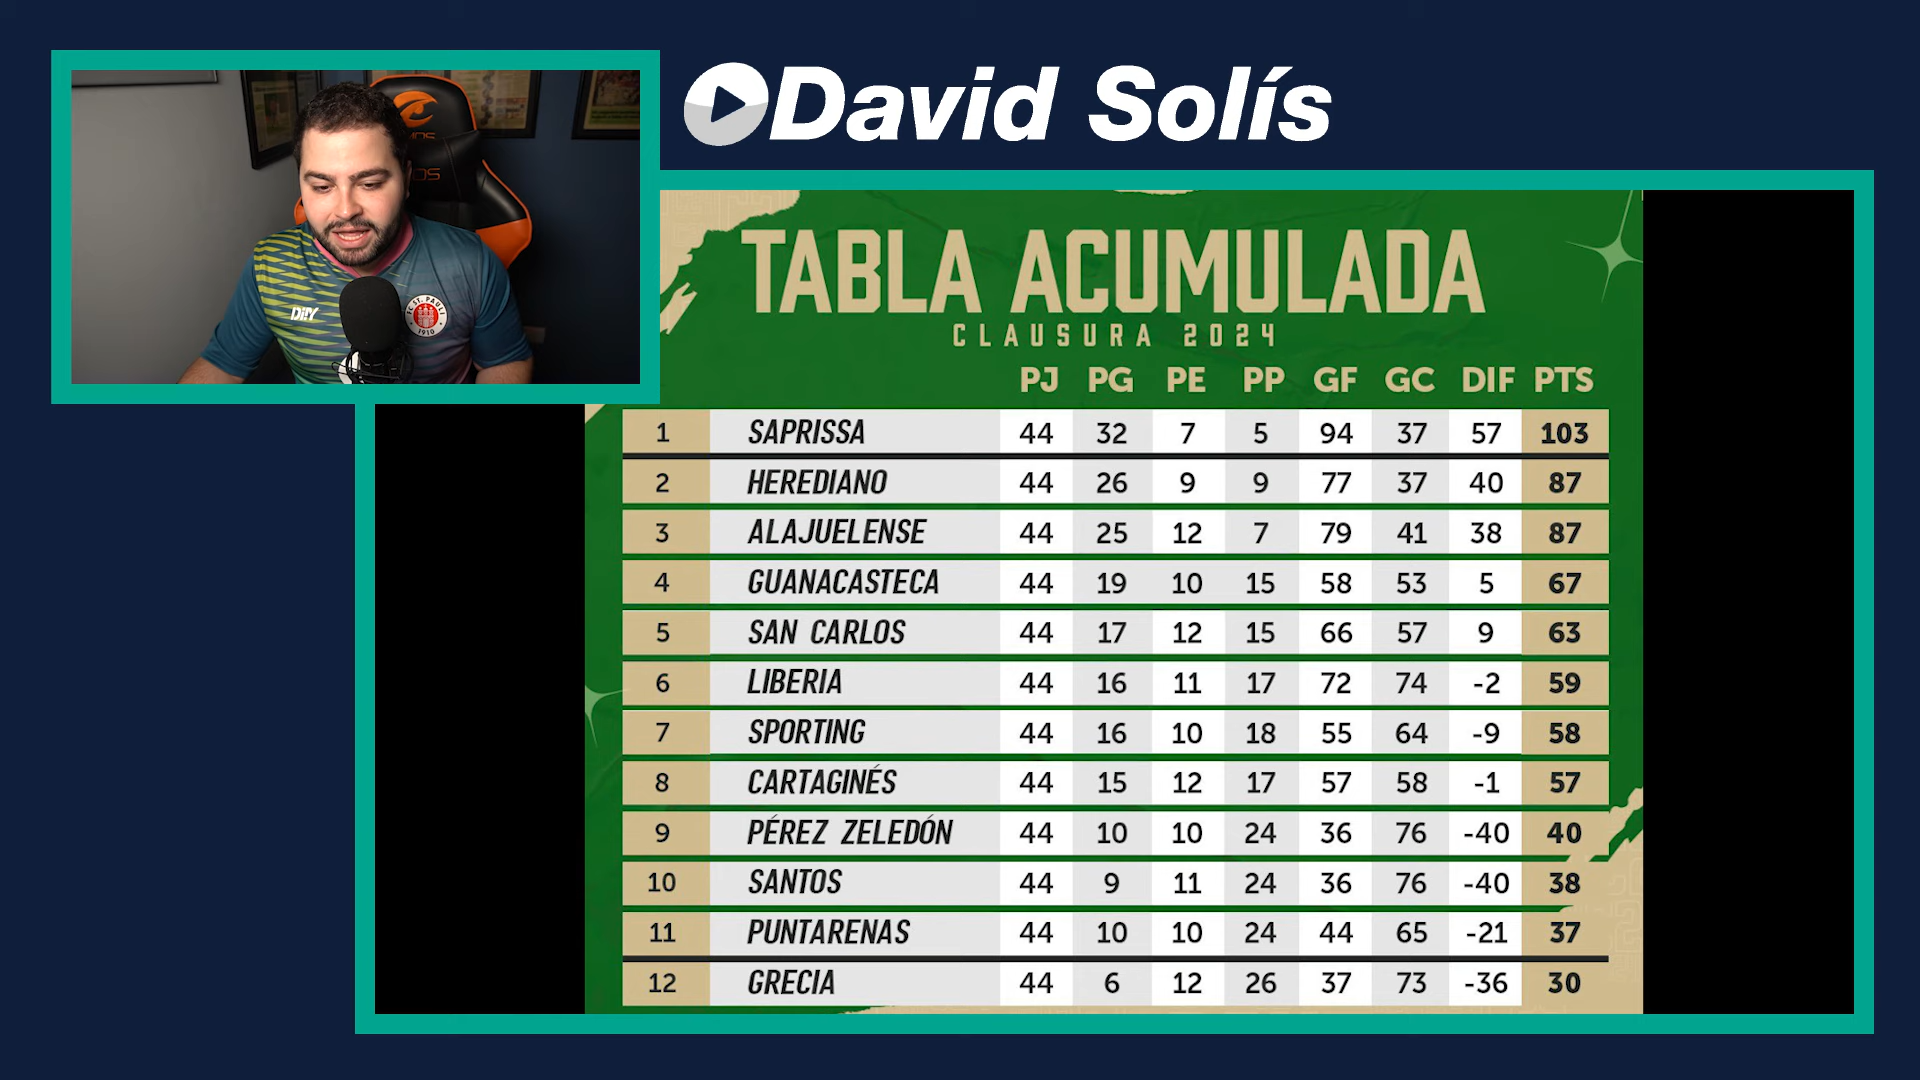 David Solís
DIIY
FC ST. PAULI
1910
TABLA ACUMULADA
CLAUSURA 2024
PJ PG PE PP GF GC DIF PTS
1 SAPRISSA 44 32 7 5 94 37 57 103
2 HEREDIANO 44 26 9 9 77 37 40 87
3 ALAJUELENSE 44 25 12 7 79 41 38 87
4 GUANACASTECA 44 19 10 15 58 53 5 67
5 SAN CARLOS 44 17 12 15 66 57 9 63
6 LIBERIA 44 16 11 17 72 74 -2 59
7 SPORTING 44 16 10 18 55 64 -9 58
8 CARTAGINÉS 44 15 12 17 57 58 -1 57
9 PÉREZ ZELEDÓN 44 10 10 24 36 76 -40 40
10 SANTOS 44 9 11 24 36 76 -40 38
11 PUNTARENAS 44 10 10 24 44 65 -21 37
12 GRECIA 44 6 12 26 37 73 -36 30